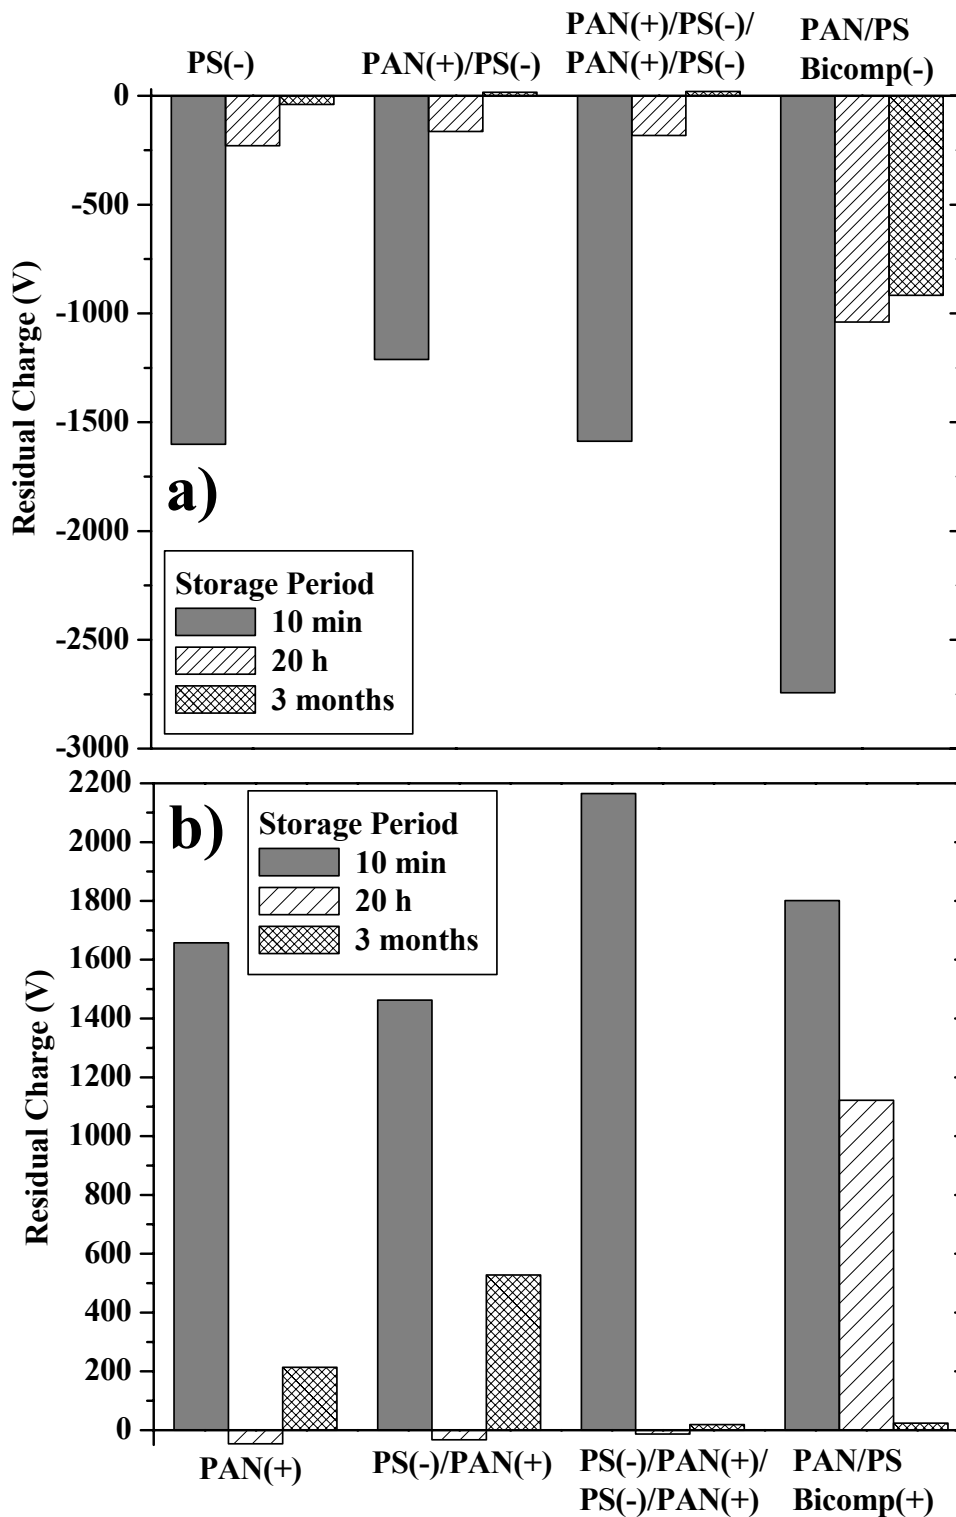 PS(-)
PAN(+)/PS(-)
PAN(+)/PS(-)/
PAN(+)/PS(-)
PAN/PS
Bicomp(-)
0
-500
-1000
-1500
-2000
-2500
-3000
Residual Charge (V)
a)
Storage Period
10 min
20 h
3 months
2200
2000
1800
1600
1400
1200
1000
800
600
400
200
0
Residual Charge (V)
b)
Storage Period
10 min
20 h
3 months
PAN(+)
PS(-)/PAN(+)
PS(-)/PAN(+)/
PS(-)/PAN(+)
PAN/PS
Bicomp(+)